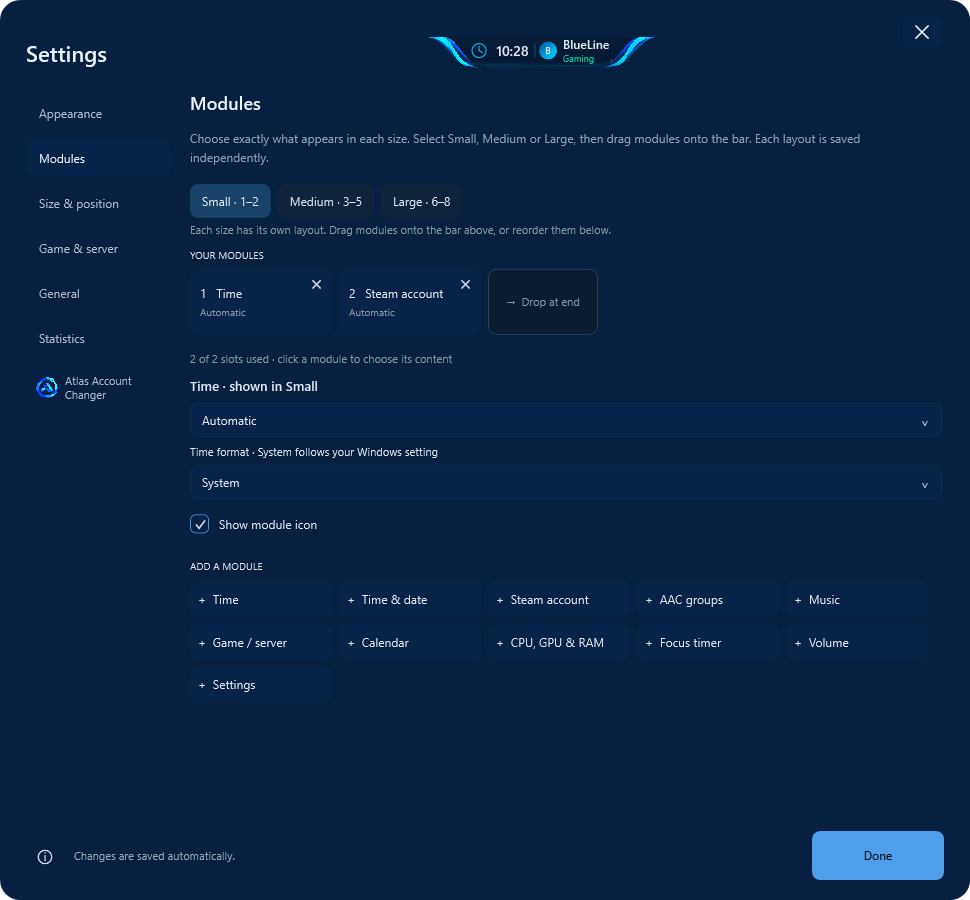 Settings
10:28
B
BlueLine
Gaming
Appearance
Modules
Size & position
Game & server
General
Statistics
Atlas Account
Changer
Modules
Choose exactly what appears in each size. Select Small, Medium or Large, then drag modules onto the bar. Each layout is saved
independently.
Small · 1–2
Medium · 3–5
Large · 6–8
Each size has its own layout. Drag modules onto the bar above, or reorder them below.
YOUR MODULES
1 Time
Automatic
2 Steam account
Automatic
→ Drop at end
2 of 2 slots used · click a module to choose its content
Time · shown in Small
Automatic
Time format · System follows your Windows setting
System
Show module icon
ADD A MODULE
+ Time
+ Time & date
+ Steam account
+ AAC groups
+ Music
+ Game / server
+ Calendar
+ CPU, GPU & RAM
+ Focus timer
+ Volume
+ Settings
Changes are saved automatically.
Done